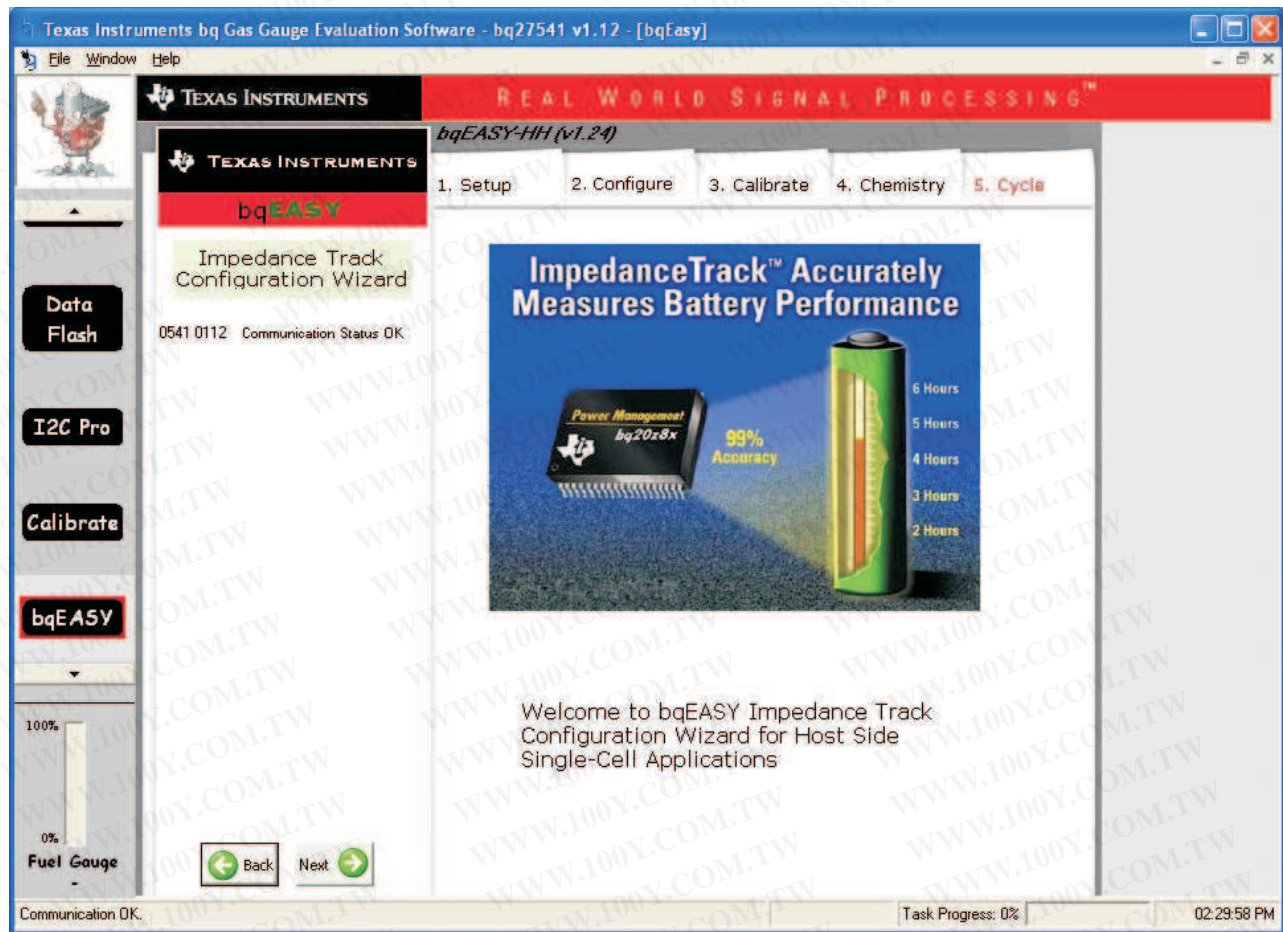 Texas Instruments bq Gas Gauge Evaluation Software - bq27541 v1.12 - [bqEasy]
File Window Help
TEXAS INSTRUMENTS
REAL WORLD SIGNAL PROCESSING™
bqEASY-HH (v1.24)
TEXAS INSTRUMENTS
bqEASY
1. Setup
2. Configure
3. Calibrate
4. Chemistry
5. Cycle
Impedance Track
Configuration Wizard
0541 0112 Communication Status OK
Data
Flash
I2C Pro
Calibrate
bqEASY
ImpedanceTrack™ Accurately
Measures Battery Performance
Power Management
bq20z8x
99%
Accuracy
6 Hours
5 Hours
4 Hours
3 Hours
2 Hours
Welcome to bqEASY Impedance Track
Configuration Wizard for Host Side
Single-Cell Applications
100%
0%
Fuel Gauge
-
Back
Next
Communication OK.
Task Progress: 0%
02:29:58 PM
WWW.100Y.COM.TW